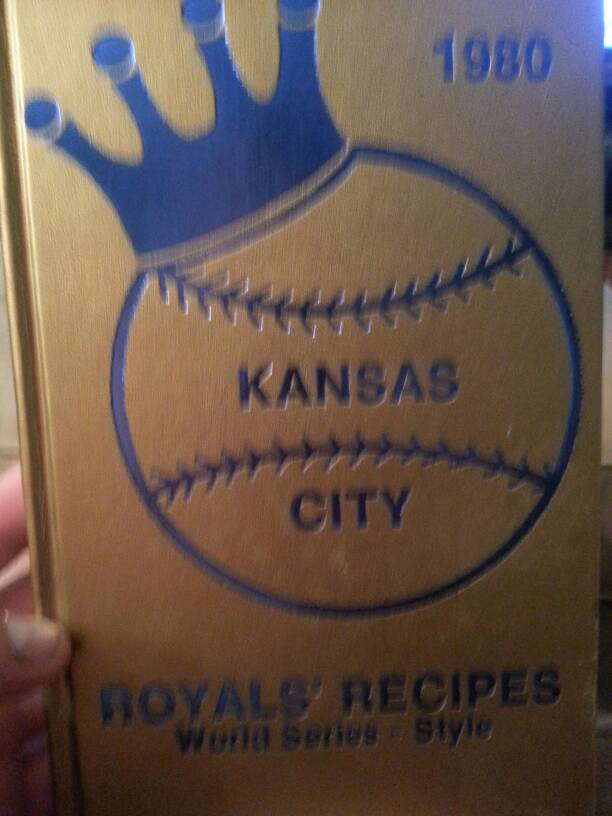 1980
KANSAS
CITY
ROYALS' RECIPES
World Series - Style